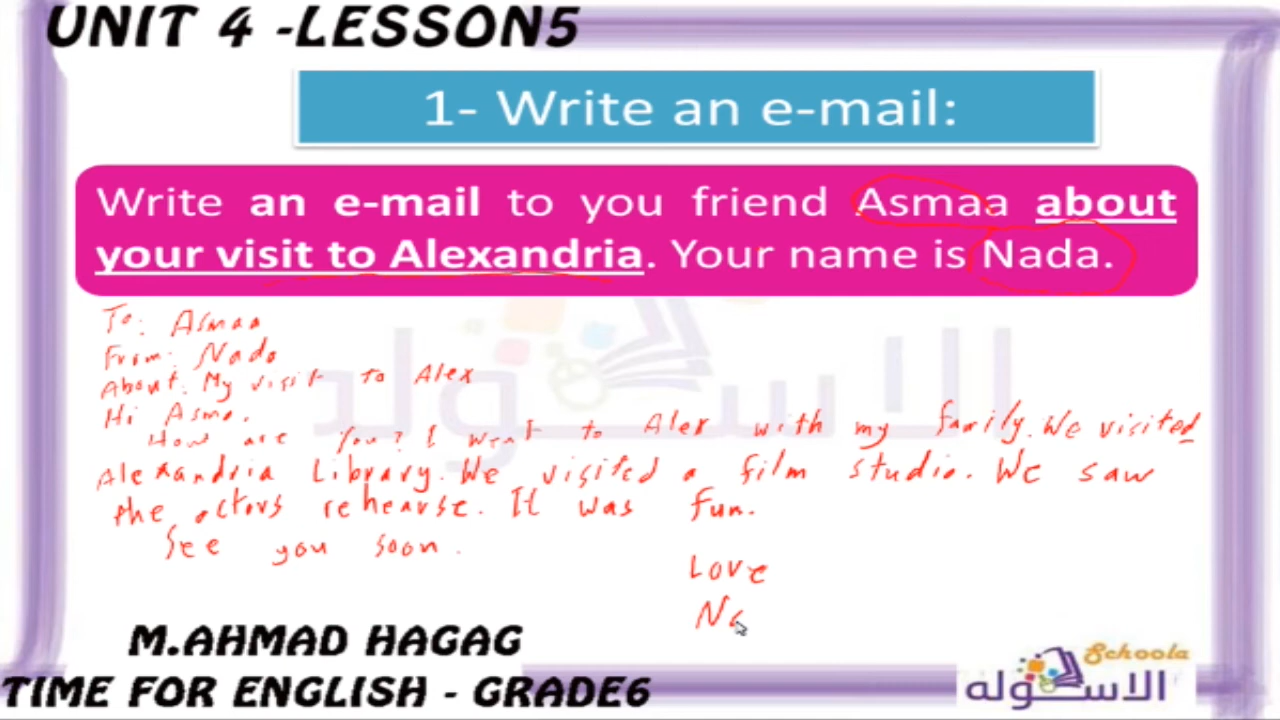 UNIT 4 -LESSON5
1- Write an e-mail:
Write an e-mail to you friend Asmaa about
your visit to Alexandria. Your name is Nada.
To: Asmaa
From: Nada
About: My visit to Alex
Hi Asma,
How are you? I went to Alex with my family. We visited
Alexandria Library. We visited a film studio. We saw
the actors rehearse. It was fun.
See you soon.
Love
Na
M.AHMAD HAGAG
TIME FOR ENGLISH - GRADE6
Schoola
الاسكوله